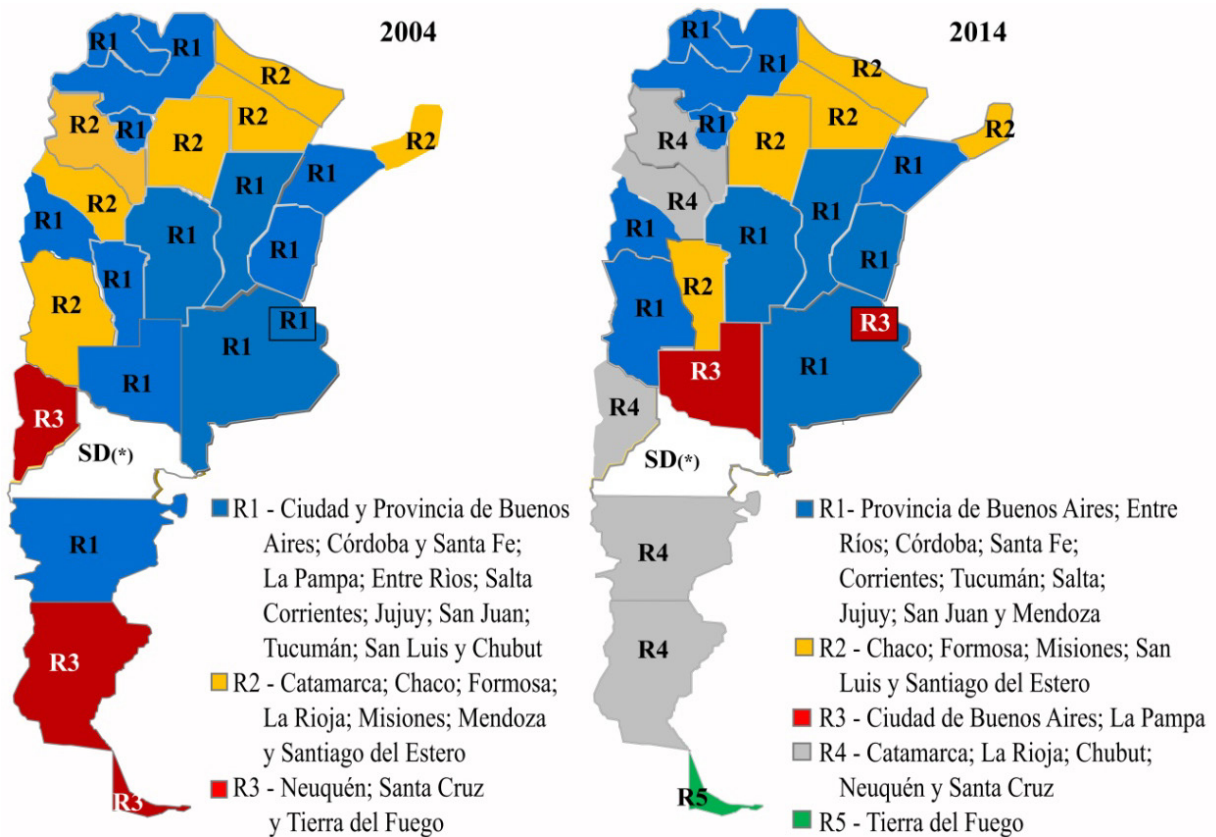 2004
R1
R1
R2
R2
R2
R1
R2
R2
R1
R1
R2
R1
R1
R1
R1
R2
R1
R1
R1
R3
SD(*)
R1
R3
R3
R1 - Ciudad y Provincia de Buenos
Aires; Córdoba y Santa Fe;
La Pampa; Entre Rìos; Salta
Corrientes; Jujuy; San Juan;
Tucumán; San Luis y Chubut
R2 - Catamarca; Chaco; Formosa;
La Rioja; Misiones; Mendoza
y Santiago del Estero
R3 - Neuquén; Santa Cruz
y Tierra del Fuego
2014
R1
R1
R2
R2
R1
R2
R2
R4
R1
R4
R1
R1
R1
R1
R2
R1
R3
R1
R3
R4
SD(*)
R4
R4
R5
R1- Provincia de Buenos Aires; Entre
Ríos; Córdoba; Santa Fe;
Corrientes; Tucumán; Salta;
Jujuy; San Juan y Mendoza
R2 - Chaco; Formosa; Misiones; San
Luis y Santiago del Estero
R3 - Ciudad de Buenos Aires; La Pampa
R4 - Catamarca; La Rioja; Chubut;
Neuquén y Santa Cruz
R5 - Tierra del Fuego